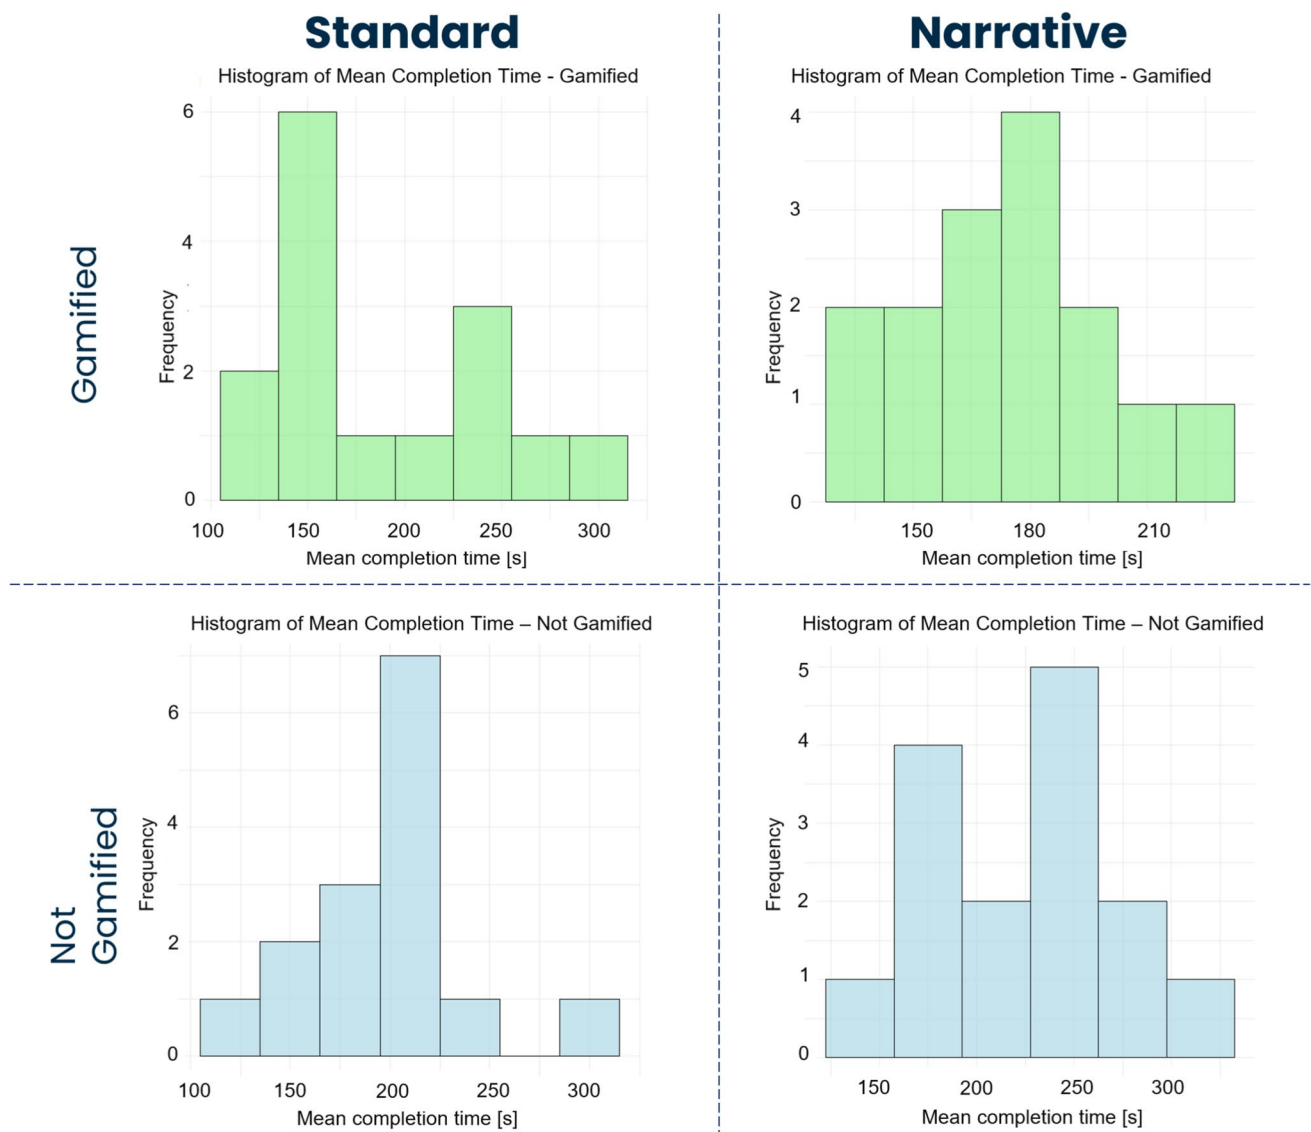 Standard
Narrative
Histogram of Mean Completion Time - Gamified
Histogram of Mean Completion Time - Gamified
Gamified
Frequency
6
4
2
0
100 150 200 250 300
Mean completion time [s]
Frequency
4
3
2
1
0
150 180 210
Mean completion time [s]
Not
Gamified
Histogram of Mean Completion Time – Not Gamified
Histogram of Mean Completion Time – Not Gamified
Frequency
6
4
2
0
100 150 200 250 300
Mean completion time [s]
Frequency
5
4
3
2
1
0
150 200 250 300
Mean completion time [s]